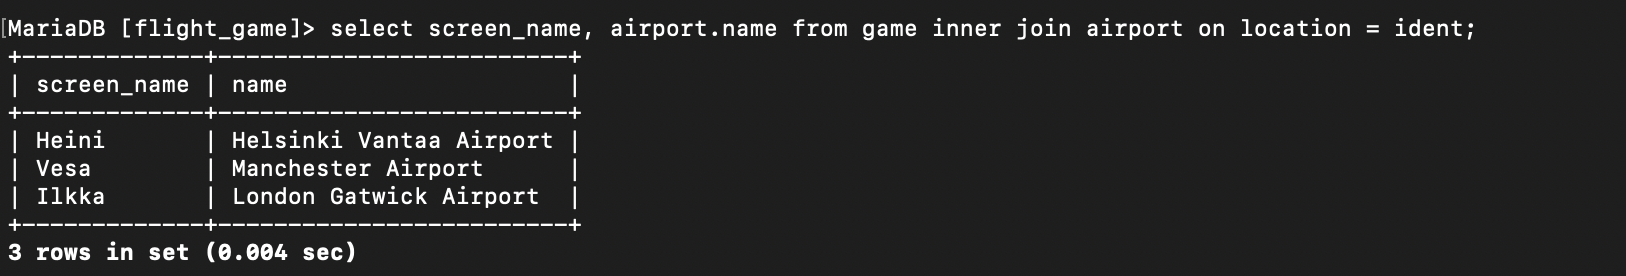 [MariaDB [flight_game]> select screen_name, airport.name from game inner join airport on location = ident;
+-------------+-------------------------+
| screen_name | name                    |
+-------------+-------------------------+
| Heini       | Helsinki Vantaa Airport |
| Vesa        | Manchester Airport      |
| Ilkka       | London Gatwick Airport  |
+-------------+-------------------------+
3 rows in set (0.004 sec)